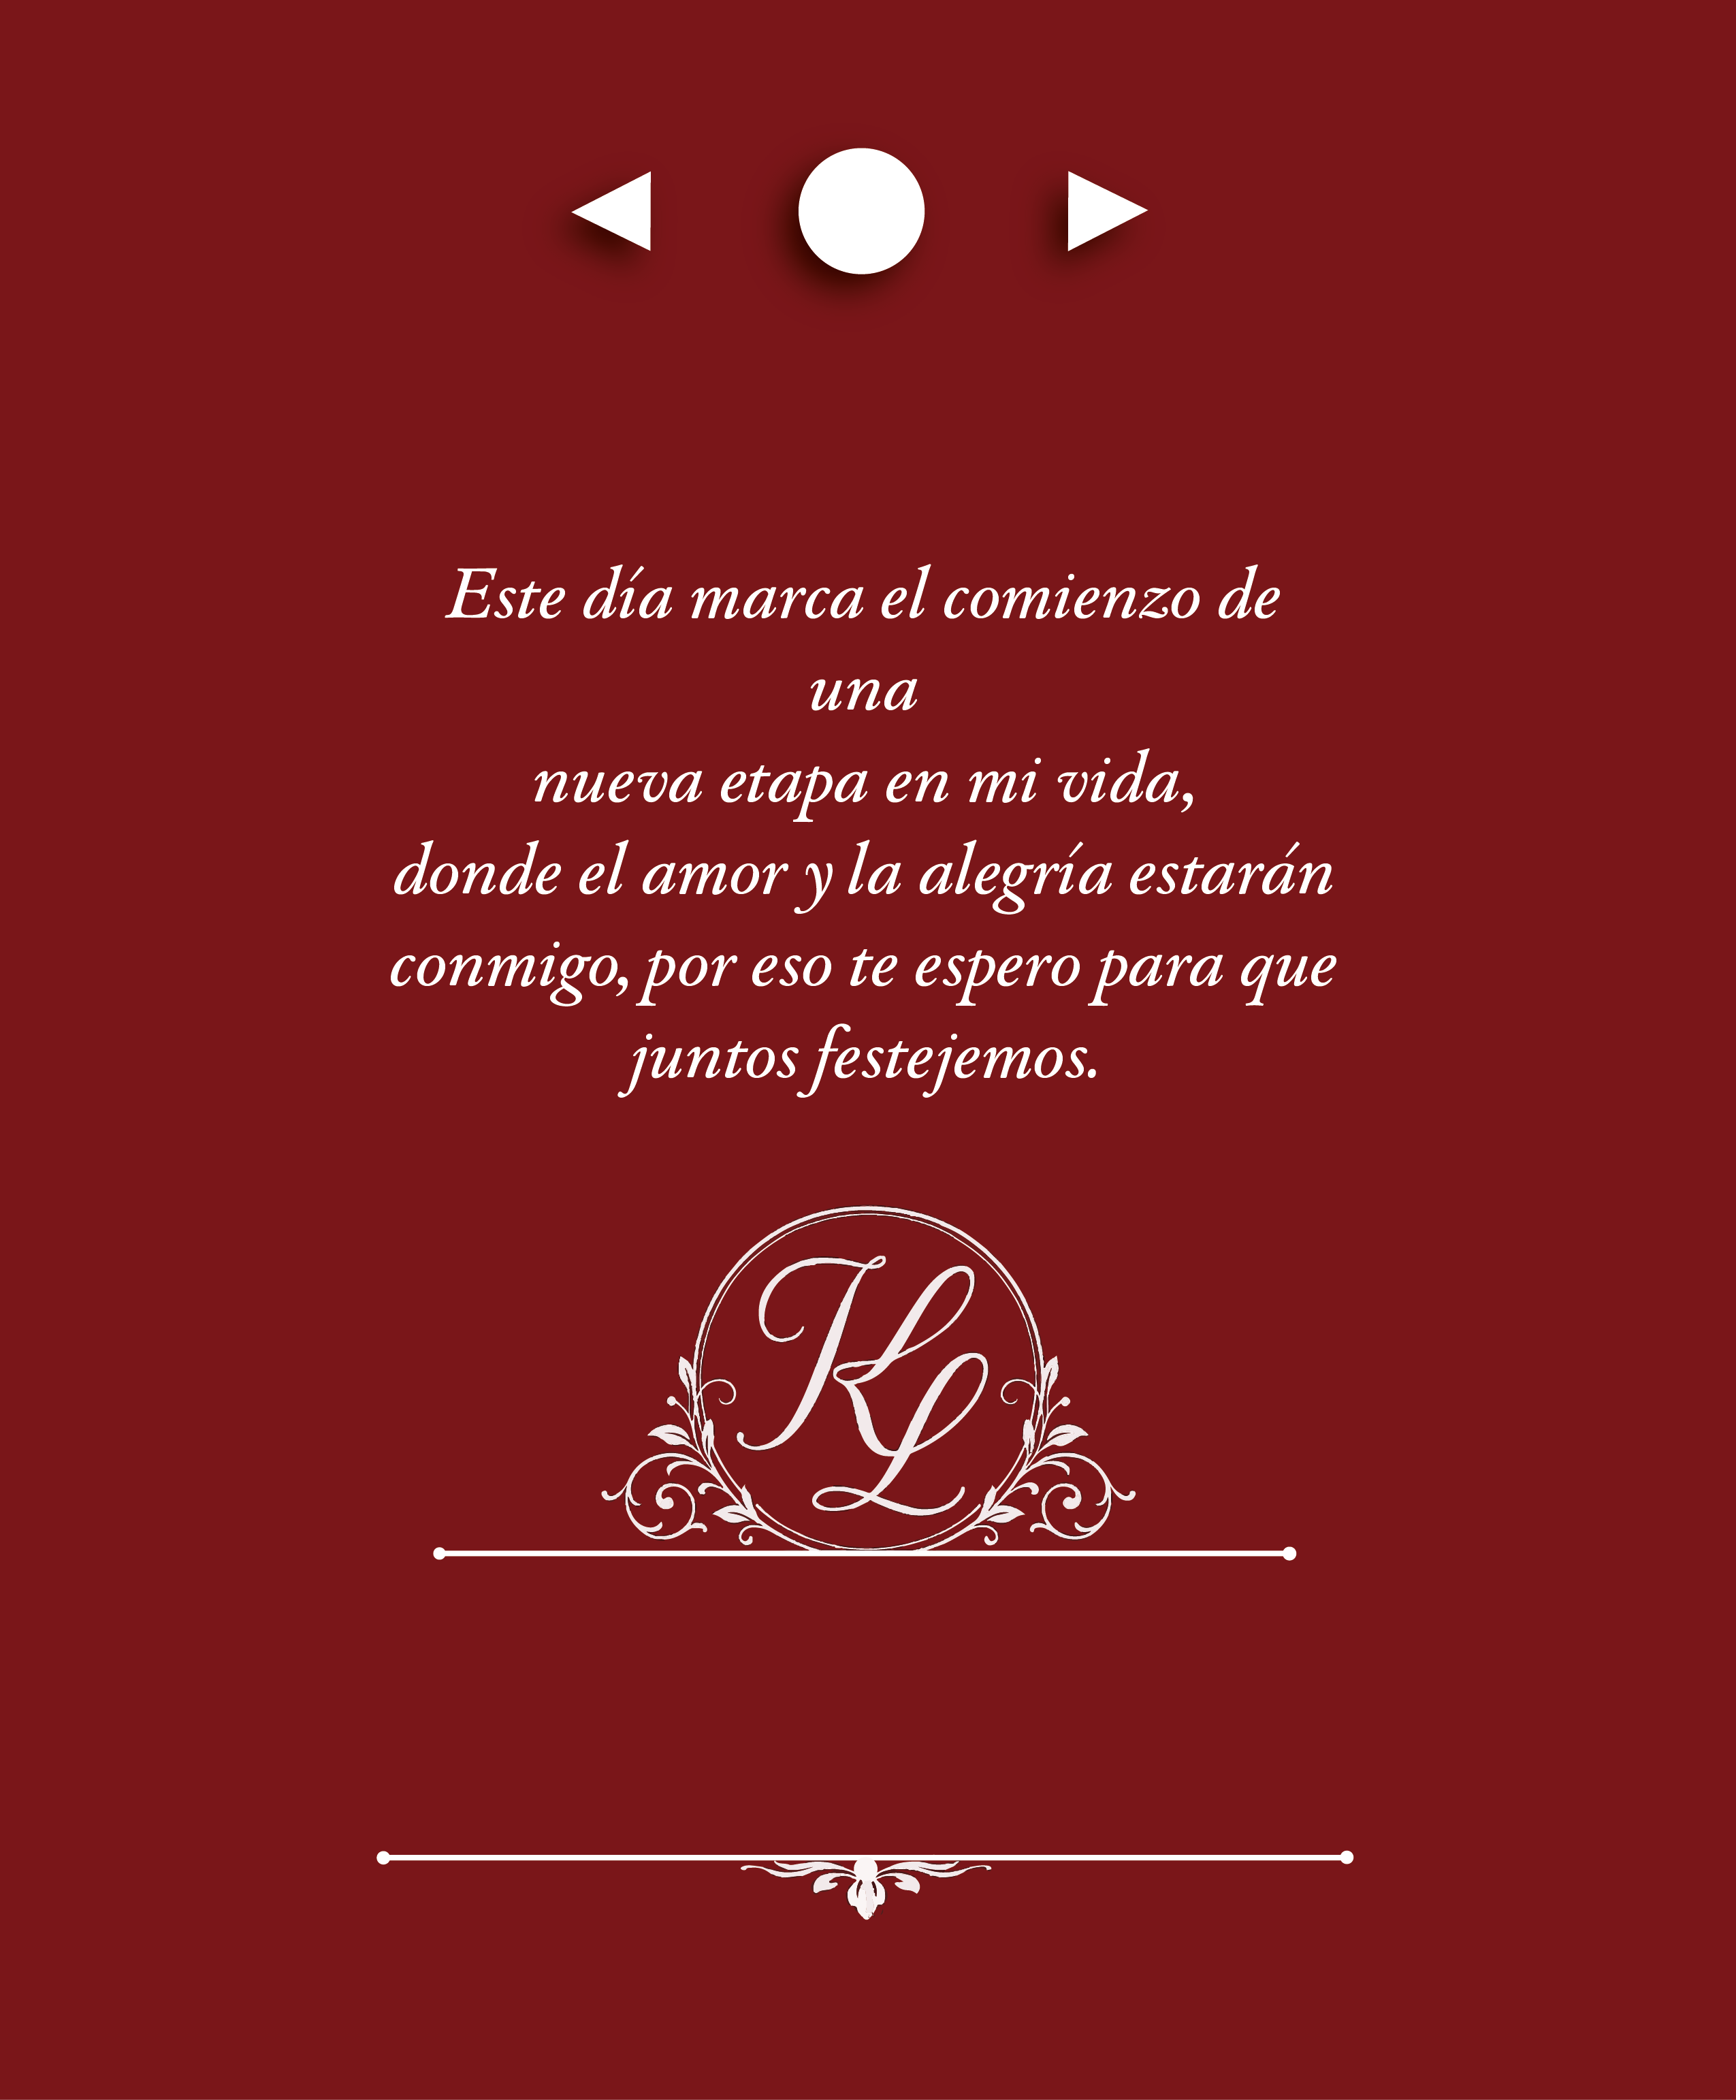 Este día marca el comienzo de
una
nueva etapa en mi vida,
donde el amor y la alegría estarán
conmigo, por eso te espero para que
juntos festejemos.
KL